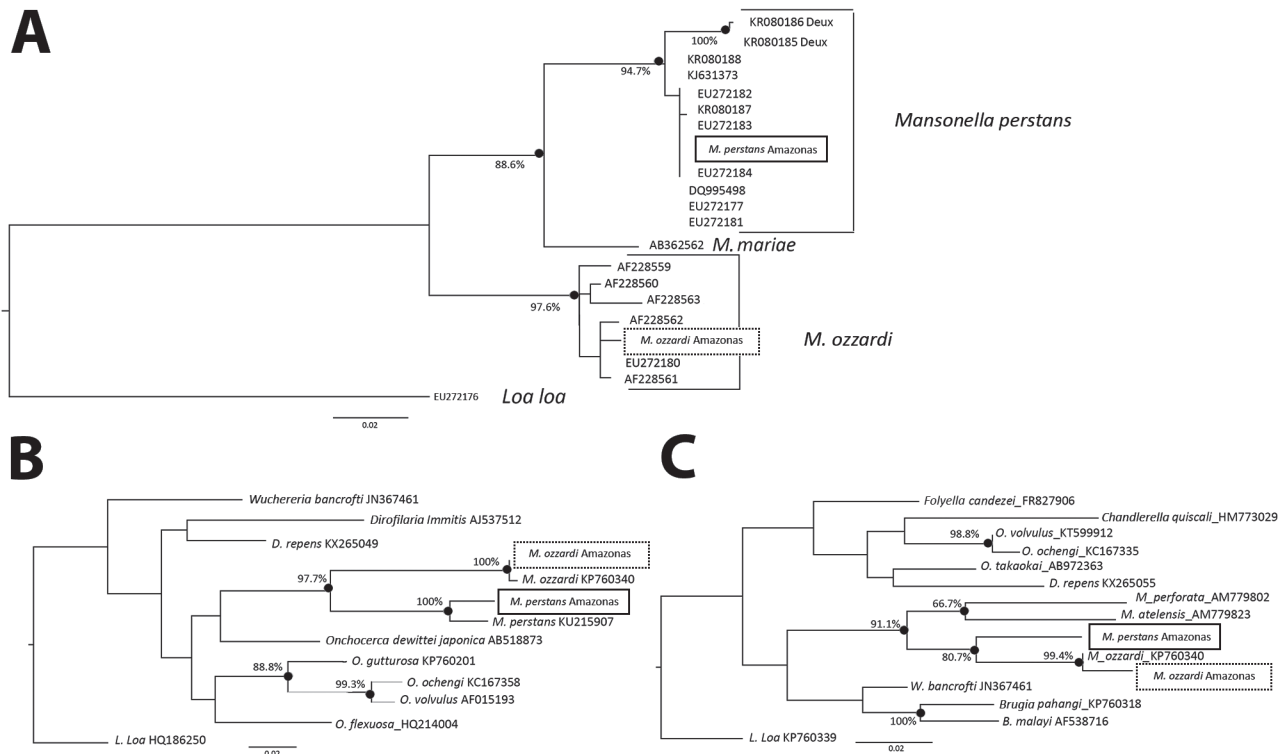 A
KR080186 Deux
100%
KR080185 Deux
KR080188
94.7%
KJ631373
EU272182
KR080187
EU272183
Mansonella perstans
M. perstans Amazonas
88.6%
EU272184
DQ995498
EU272177
EU272181
AB362562 M. mariae
AF228559
AF228560
AF228563
97.6%
AF228562
M. ozzardi Amazonas
M. ozzardi
EU272180
AF228561
EU272176 Loa loa
0.02
B
Wuchereria bancrofti JN367461
Dirofilaria Immitis AJ537512
D. repens KX265049
M. ozzardi Amazonas
100%
M. ozzardi KP760340
97.7%
100%
M. perstans Amazonas
M. perstans KU215907
Onchocerca dewittei japonica AB518873
O. gutturosa KP760201
88.8%
O. ochengi KC167358
99.3%
O. volvulus AF015193
O. flexuosa_HQ214004
L. Loa HQ186250
0.02
C
Folyella candezei_FR827906
Chandlerella quiscali_HM773029
98.8%
O. volvulus_KT599912
O. ochengi_KC167335
O. takaokai_AB972363
D. repens KX265055
M_perforata_AM779802
66.7%
M. atelensis_AM779823
91.1%
M. perstans Amazonas
80.7%
99.4%
M_ozzardi_KP760340
M. ozzardi Amazonas
W. bancrofti JN367461
Brugia pahangi_KP760318
100%
B. malayi AF538716
L. Loa KP760339
0.02